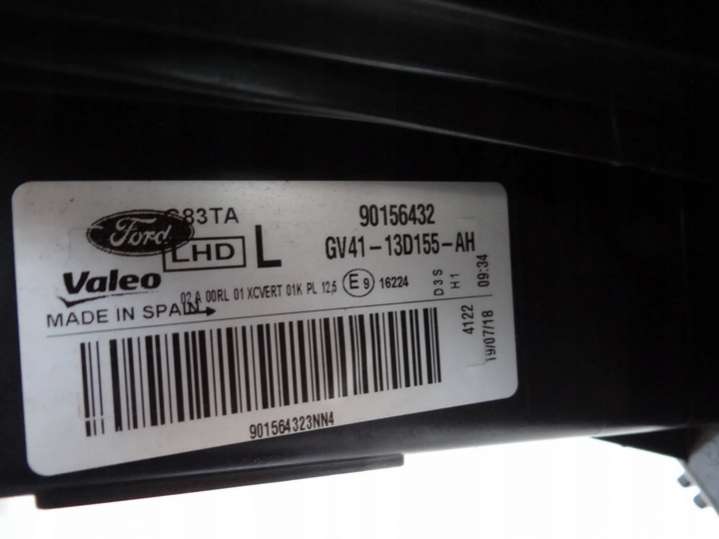 G83TA 90156432
Ford LHD L GV41-13D155-AH
Valeo 02 A 00RL 01 XCVERT 01K PL 12,5 E9 16224
MADE IN SPAIN
D3S
H1
4122 09:34
19/07/18
901564323NN4